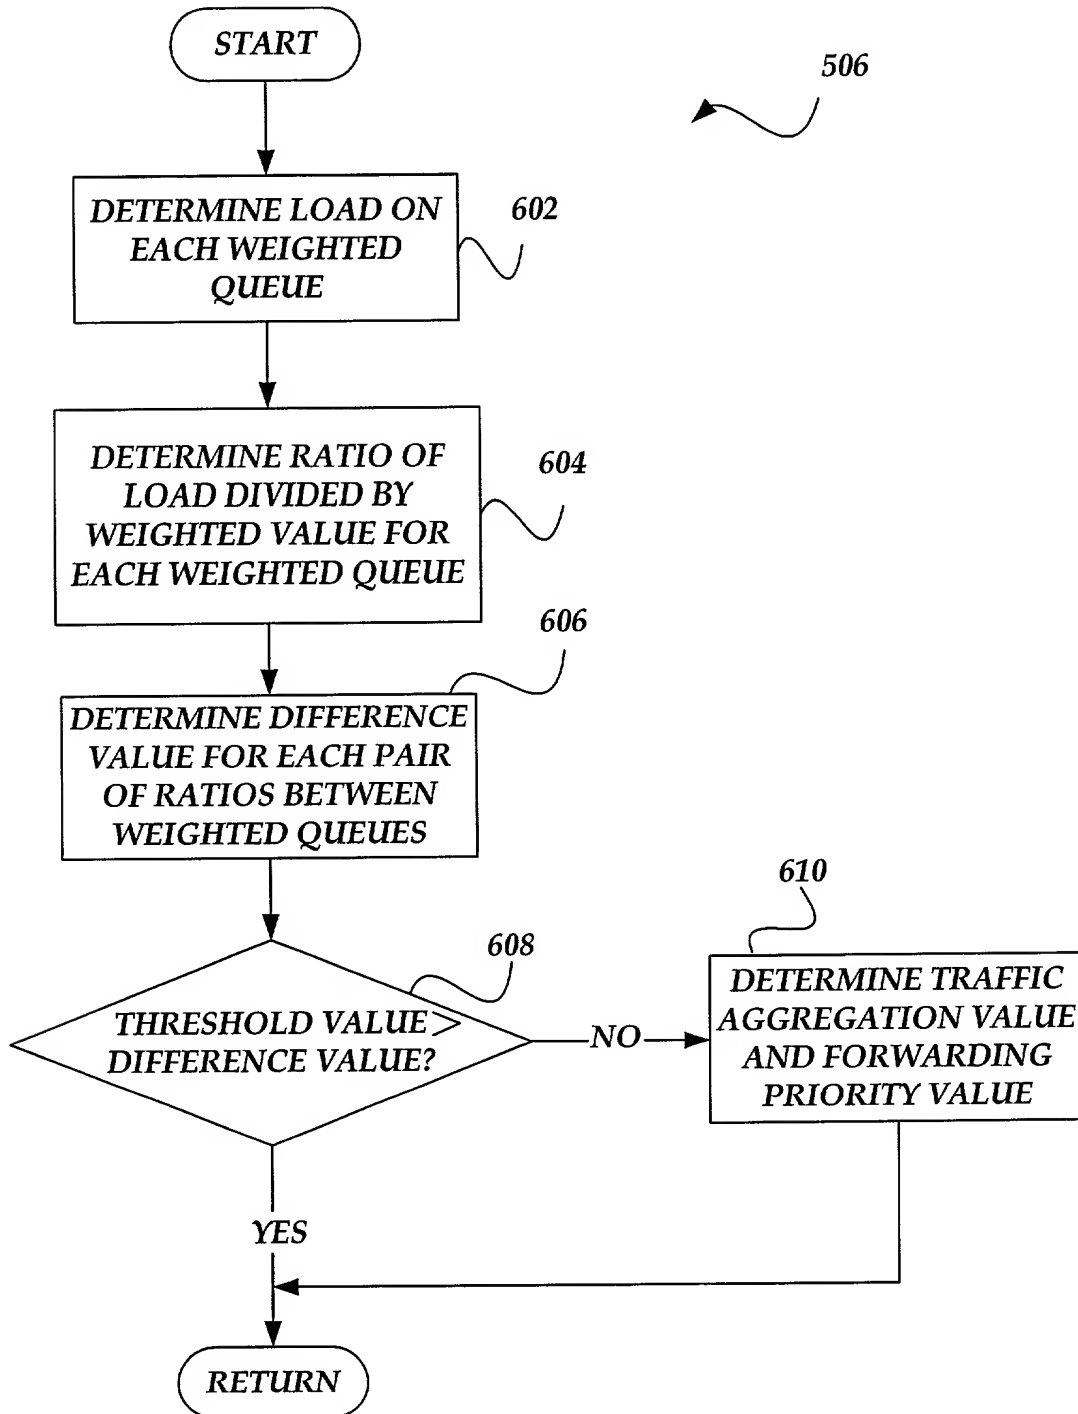 START
506
DETERMINE LOAD ON
EACH WEIGHTED
QUEUE
602
DETERMINE RATIO OF
LOAD DIVIDED BY
WEIGHTED VALUE FOR
EACH WEIGHTED QUEUE
604
606
DETERMINE DIFFERENCE
VALUE FOR EACH PAIR
OF RATIOS BETWEEN
WEIGHTED QUEUES
608
THRESHOLD VALUE >
DIFFERENCE VALUE?
NO
610
DETERMINE TRAFFIC
AGGREGATION VALUE
AND FORWARDING
PRIORITY VALUE
YES
RETURN